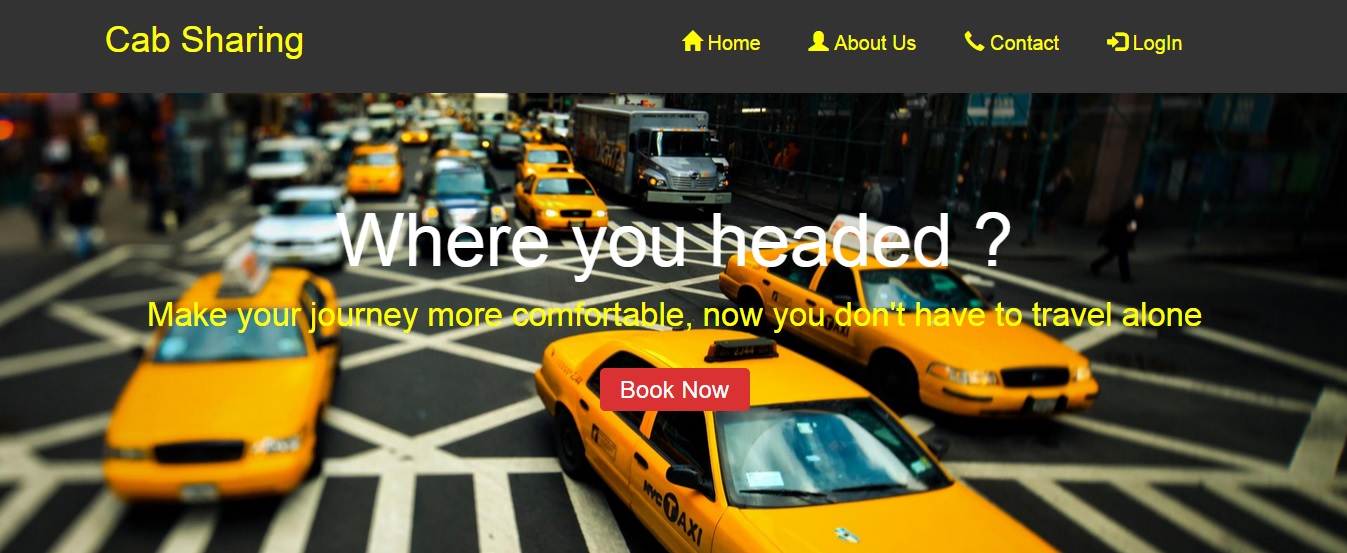 Cab Sharing
Home
About Us
Contact
LogIn
Where you headed ?
Make your journey more comfortable, now you don't have to travel alone
Book Now
2J44
NYC TAXI